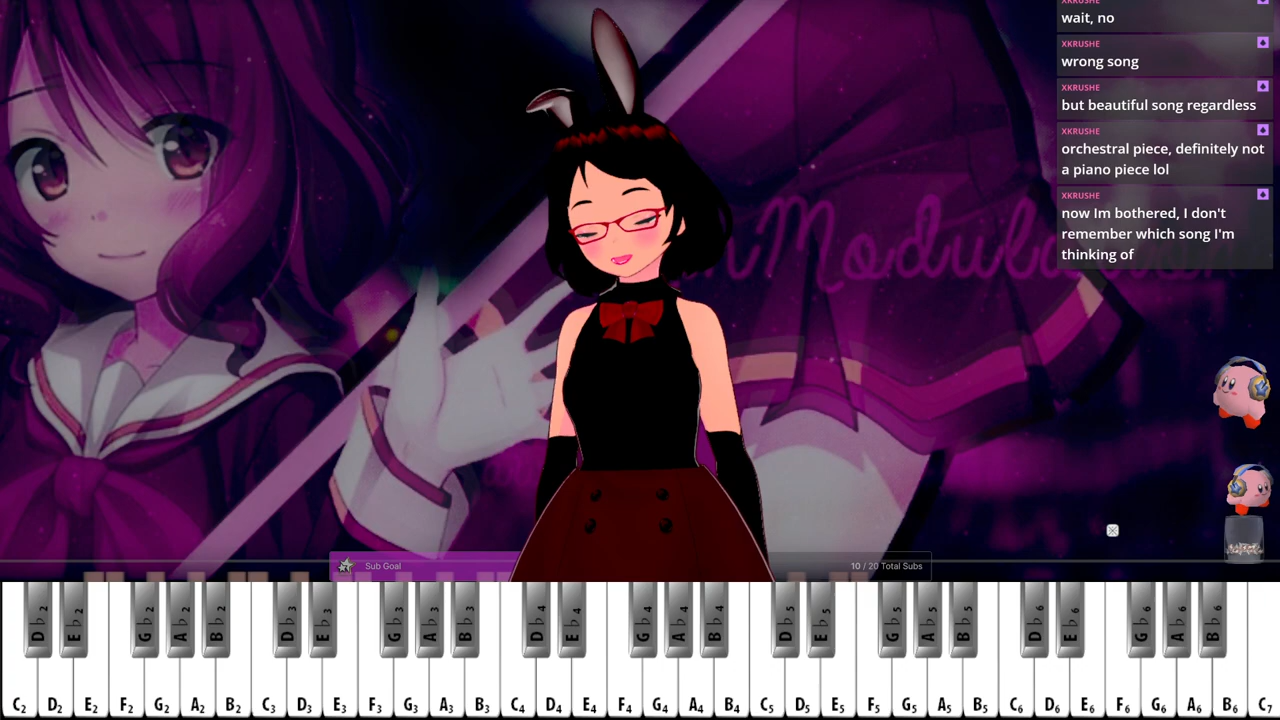 XKRUSHE
wait, no
XKRUSHE
wrong song
XKRUSHE
but beautiful song regardless
XKRUSHE
orchestral piece, definitely not
a piano piece lol
XKRUSHE
now Im bothered, I don't
remember which song I'm
thinking of
Sub Goal
10 / 20 Total Subs
D♭2 E♭2 G♭2 A♭2 B♭2 D♭3 E♭3 G♭3 A♭3 B♭3 D♭4 E♭4 G♭4 A♭4 B♭4 D♭5 E♭5 G♭5 A♭5 B♭5 D♭6 E♭6 G♭6 A♭6 B♭6
C2 D2 E2 F2 G2 A2 B2 C3 D3 E3 F3 G3 A3 B3 C4 D4 E4 F4 G4 A4 B4 C5 D5 E5 F5 G5 A5 B5 C6 D6 E6 F6 G6 A6 B6 C7